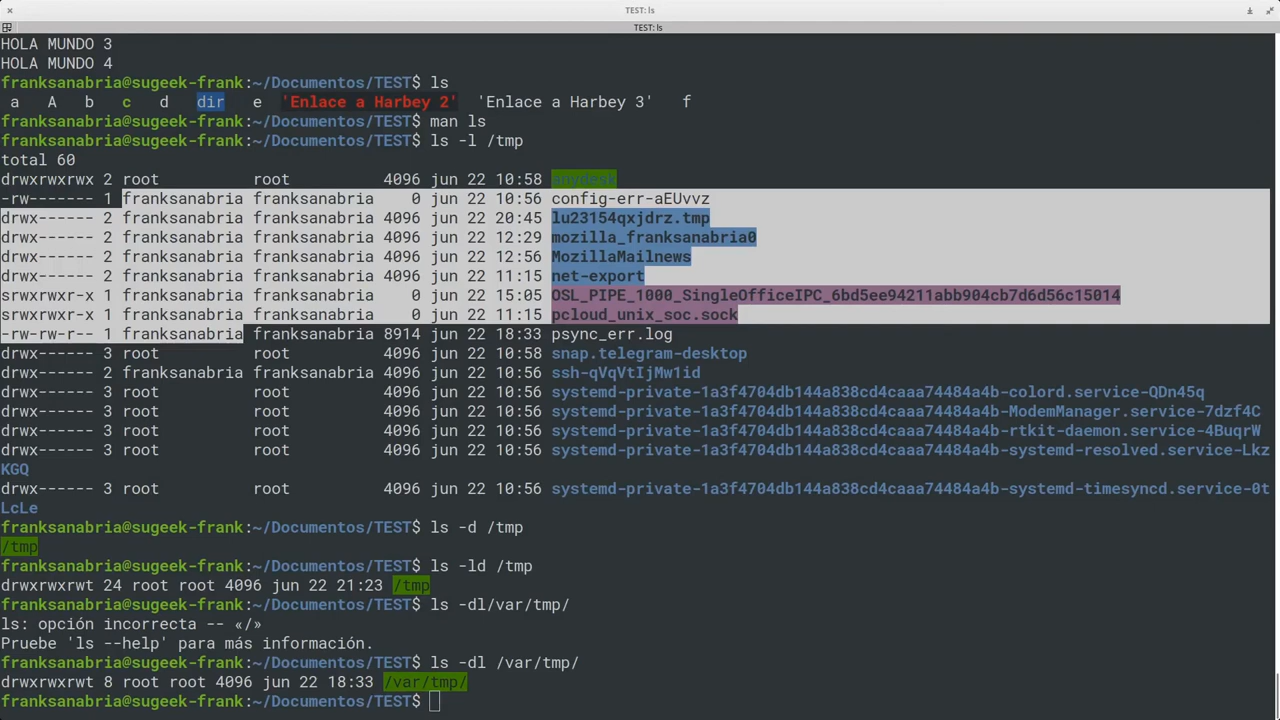 TEST: ls
TEST: ls
HOLA MUNDO 3
HOLA MUNDO 4
franksanabria@sugeek-frank:~/Documentos/TEST$ ls
a A b c d dir e 'Enlace a Harbey 2' 'Enlace a Harbey 3' f
franksanabria@sugeek-frank:~/Documentos/TEST$ man ls
franksanabria@sugeek-frank:~/Documentos/TEST$ ls -l /tmp
total 60
drwxrwxrwx 2 root root 4096 jun 22 10:58 anydesk
-rw------- 1 franksanabria franksanabria 0 jun 22 10:56 config-err-aEUvvz
drwx------ 2 franksanabria franksanabria 4096 jun 22 20:45 lu23154qxjdrz.tmp
drwx------ 2 franksanabria franksanabria 4096 jun 22 12:29 mozilla_franksanabria0
drwx------ 2 franksanabria franksanabria 4096 jun 22 12:56 MozillaMailnews
drwx------ 2 franksanabria franksanabria 4096 jun 22 11:15 net-export
srwxrwxr-x 1 franksanabria franksanabria 0 jun 22 15:05 OSL_PIPE_1000_SingleOfficeIPC_6bd5ee94211abb904cb7d6d56c15014
srwxrwxr-x 1 franksanabria franksanabria 0 jun 22 11:15 pcloud_unix_soc.sock
-rw-rw-r-- 1 franksanabria franksanabria 8914 jun 22 18:33 psync_err.log
drwx------ 3 root root 4096 jun 22 10:58 snap.telegram-desktop
drwx------ 2 franksanabria franksanabria 4096 jun 22 10:56 ssh-qVqVtIjMw1id
drwx------ 3 root root 4096 jun 22 10:56 systemd-private-1a3f4704db144a838cd4caaa74484a4b-colord.service-QDn45q
drwx------ 3 root root 4096 jun 22 10:56 systemd-private-1a3f4704db144a838cd4caaa74484a4b-ModemManager.service-7dzf4C
drwx------ 3 root root 4096 jun 22 10:56 systemd-private-1a3f4704db144a838cd4caaa74484a4b-rtkit-daemon.service-4BuqrW
drwx------ 3 root root 4096 jun 22 10:56 systemd-private-1a3f4704db144a838cd4caaa74484a4b-systemd-resolved.service-Lkz
KGQ
drwx------ 3 root root 4096 jun 22 10:56 systemd-private-1a3f4704db144a838cd4caaa74484a4b-systemd-timesyncd.service-0t
LcLe
franksanabria@sugeek-frank:~/Documentos/TEST$ ls -d /tmp
/tmp
franksanabria@sugeek-frank:~/Documentos/TEST$ ls -ld /tmp
drwxrwxrwt 24 root root 4096 jun 22 21:23 /tmp
franksanabria@sugeek-frank:~/Documentos/TEST$ ls -dl/var/tmp/
ls: opción incorrecta -- «/»
Pruebe 'ls --help' para más información.
franksanabria@sugeek-frank:~/Documentos/TEST$ ls -dl /var/tmp/
drwxrwxrwt 8 root root 4096 jun 22 18:33 /var/tmp/
franksanabria@sugeek-frank:~/Documentos/TEST$